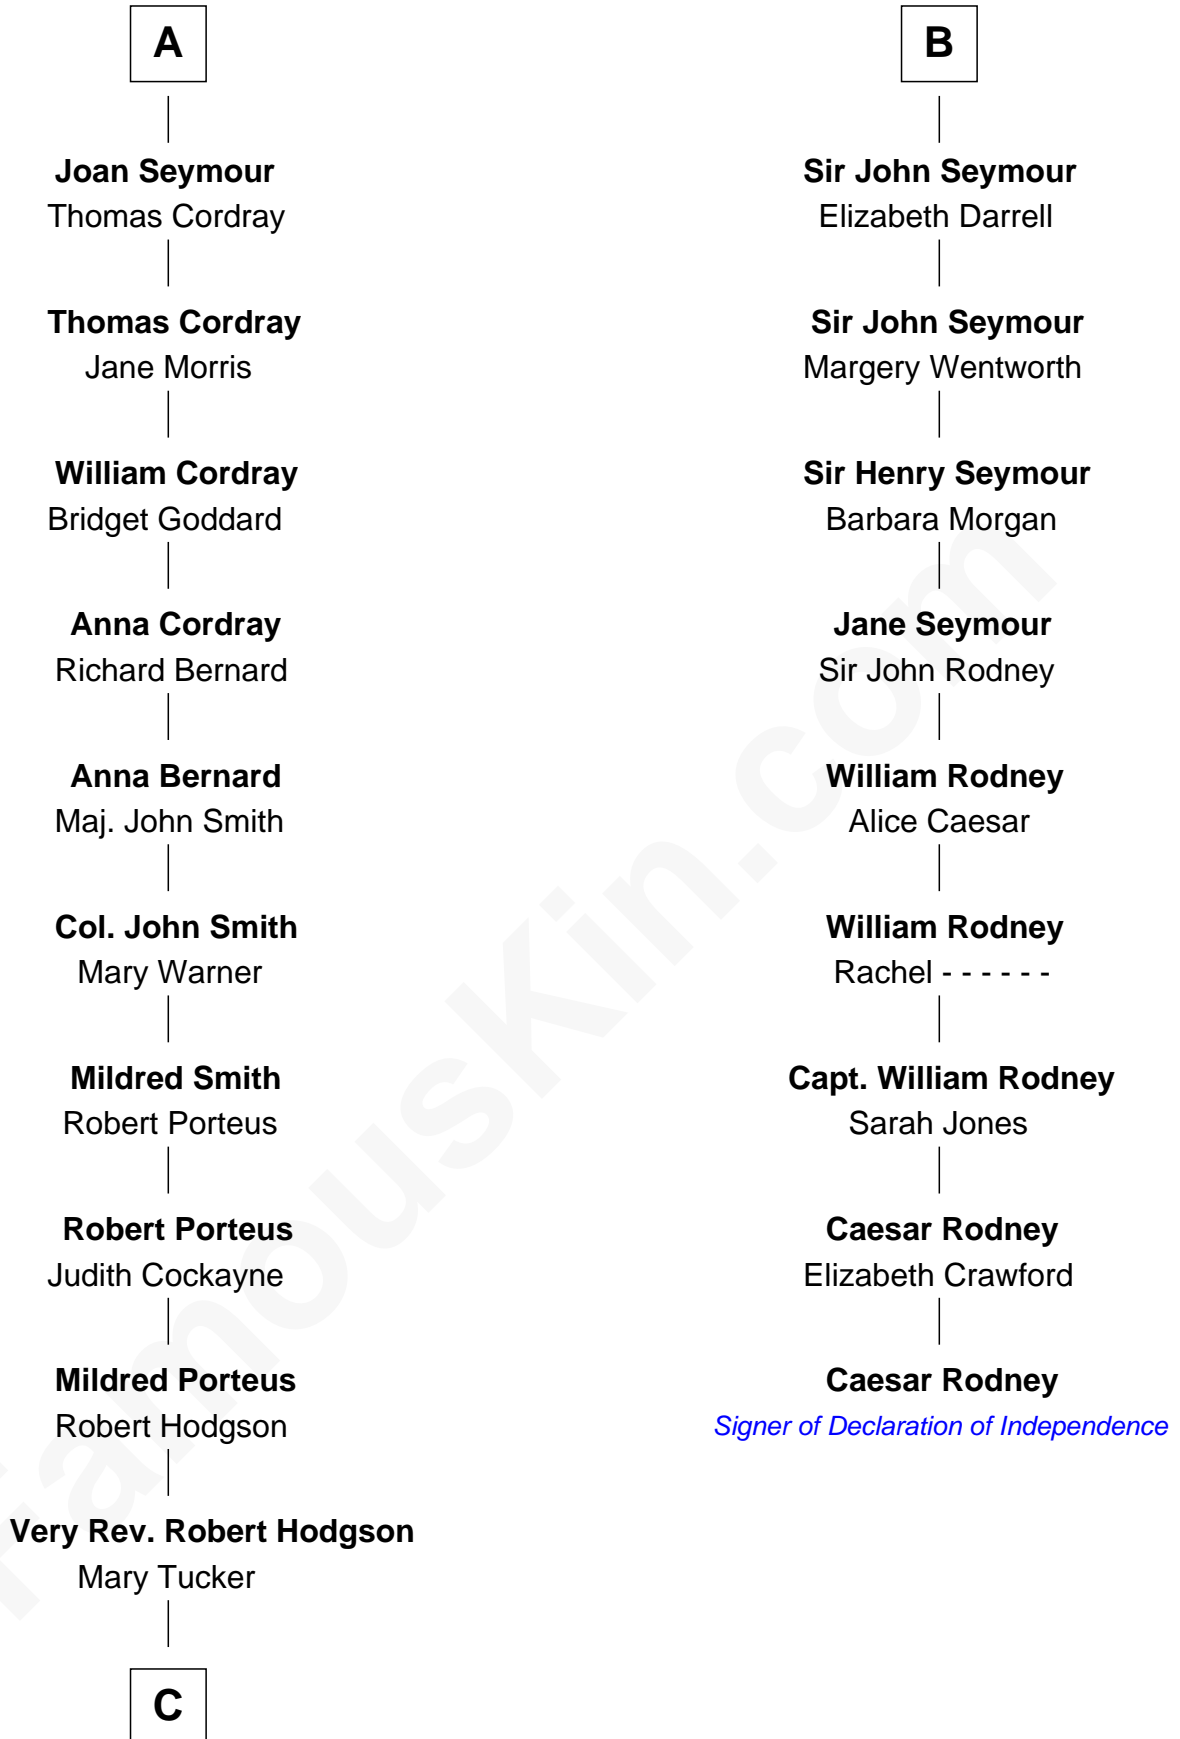 A
Joan Seymour
Thomas Cordray
Thomas Cordray
Jane Morris
William Cordray
Bridget Goddard
Anna Cordray
Richard Bernard
Anna Bernard
Maj. John Smith
Col. John Smith
Mary Warner
Mildred Smith
Robert Porteus
Robert Porteus
Judith Cockayne
Mildred Porteus
Robert Hodgson
Very Rev. Robert Hodgson
Mary Tucker
C
B
Sir John Seymour
Elizabeth Darrell
Sir John Seymour
Margery Wentworth
Sir Henry Seymour
Barbara Morgan
Jane Seymour
Sir John Rodney
William Rodney
Alice Caesar
William Rodney
Rachel - - - - - -
Capt. William Rodney
Sarah Jones
Caesar Rodney
Elizabeth Crawford
Caesar Rodney
Signer of Declaration of Independence
FamousKin.com